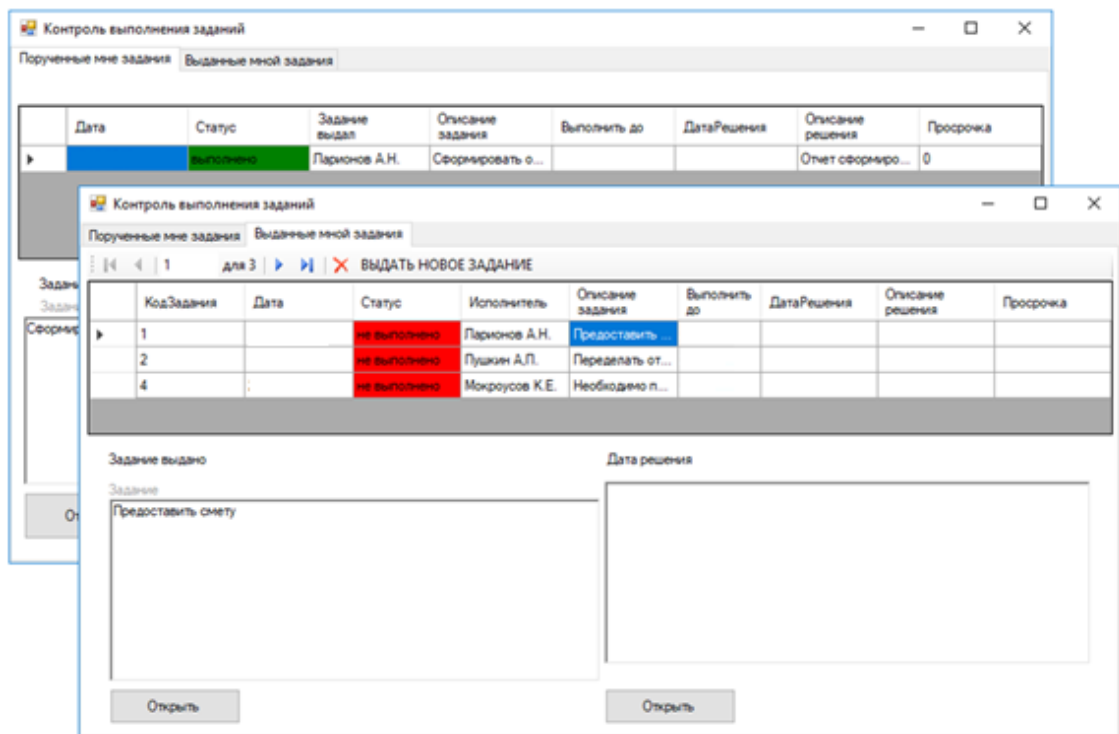 Контроль выполнения заданий
Порученные мне задания Выданные мной задания
Дата Статус Задание выдал Описание задания Выполнить до ДатаРешения Описание решения Просрочка
выполнено Ларионов А.Н. Сформировать о... Отчет сформиро... 0
Контроль выполнения заданий
Порученные мне задания Выданные мной задания
1 для 3 ВЫДАТЬ НОВОЕ ЗАДАНИЕ
КодЗадания Дата Статус Исполнитель Описание задания Выполнить до ДатаРешения Описание решения Просрочка
1 не выполнено Ларионов А.Н. Предоставить ...
2 не выполнено Пушкин А.П. Переделать от...
4 не выполнено Мокроусов К.Е. Необходимо п...
Задание выдано Дата решения
Задание
Предоставить смету
Открыть Открыть